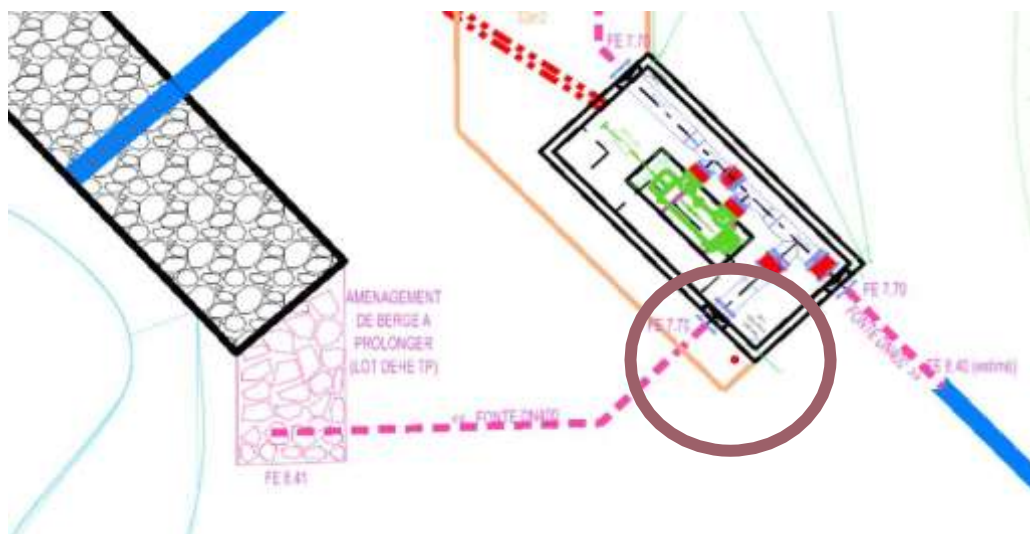 FE 7.70
AMENAGEMENT
DE BERGE A
PROLONGER
(LOT DEHE TP)
FE 7.70
FE 7.70
<< FONTE DN400
FE 6.40 (estimé)
FE 6.41